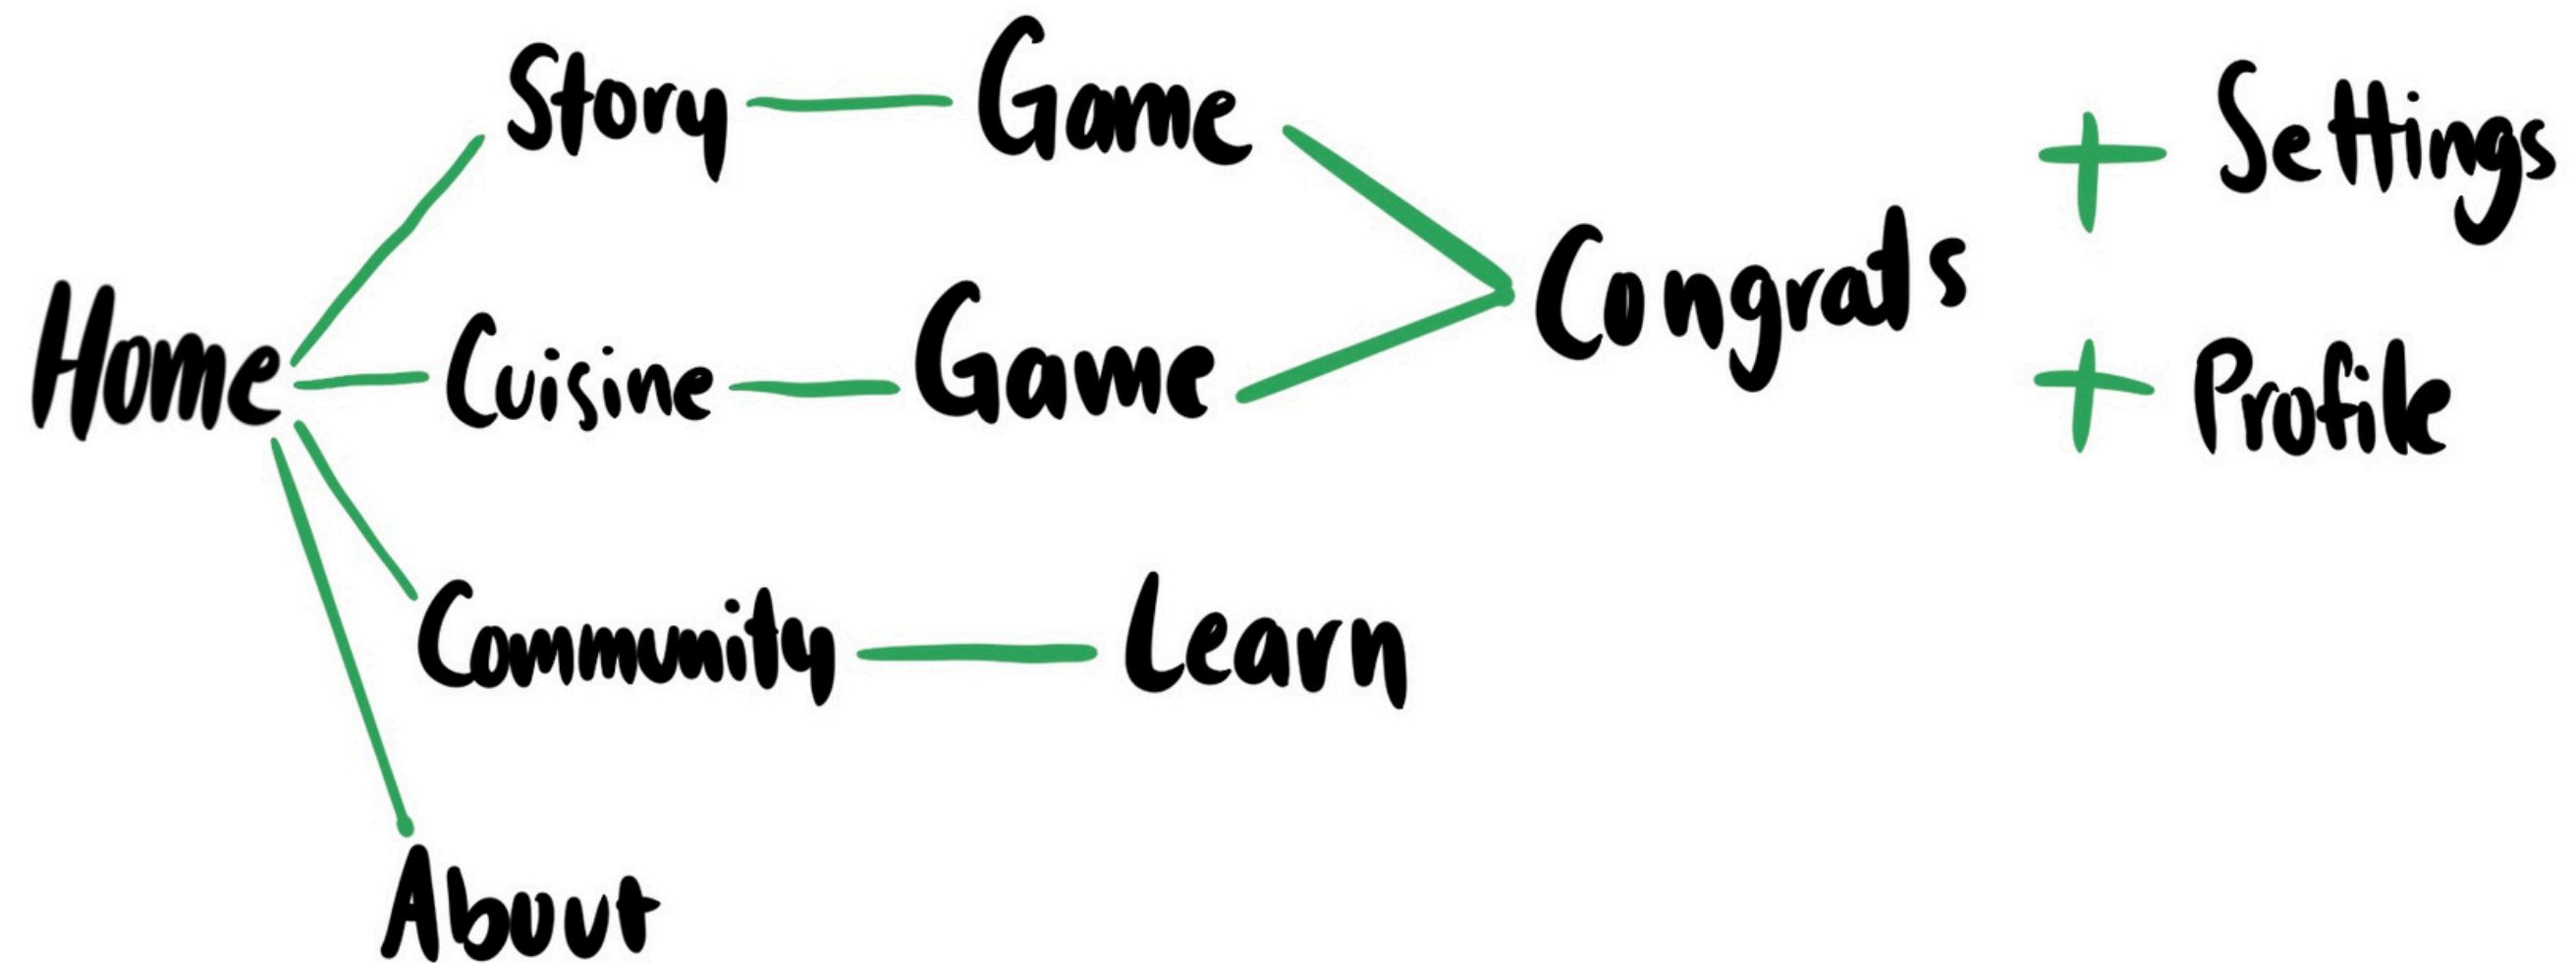 Story — Game
+ Settings
Home
Cuisine — Game
Congrats
+ Profile
Community — Learn
About